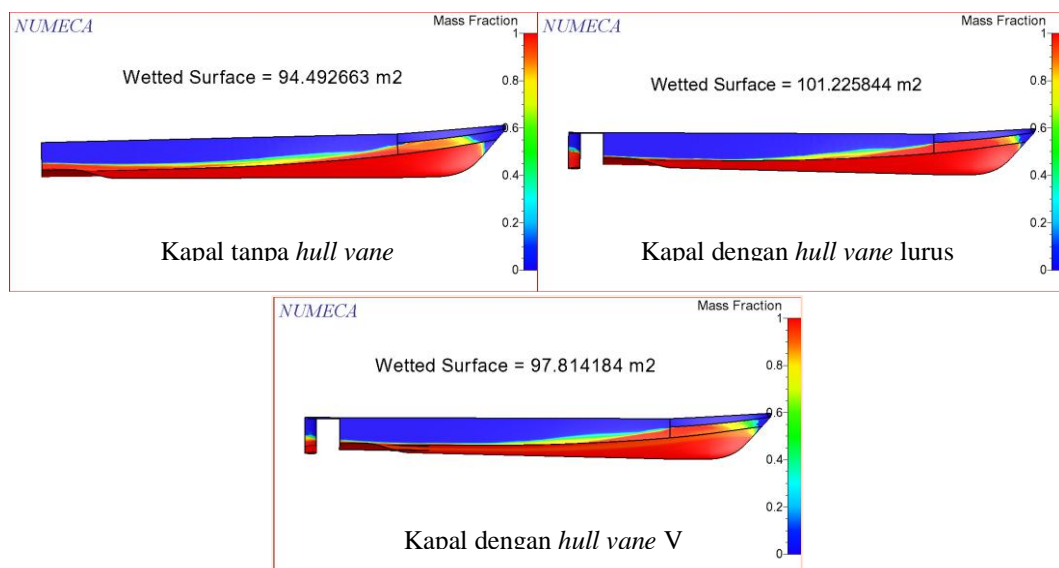 NUMECA
Mass Fraction
Wetted Surface = 94.492663 m2
1
0.8
0.6
0.4
0.2
0
Kapal tanpa hull vane
NUMECA
Mass Fraction
Wetted Surface = 101.225844 m2
1
0.8
0.6
0.4
0.2
0
Kapal dengan hull vane lurus
NUMECA
Mass Fraction
Wetted Surface = 97.814184 m2
1
0.8
0.6
0.4
0.2
0
Kapal dengan hull vane V